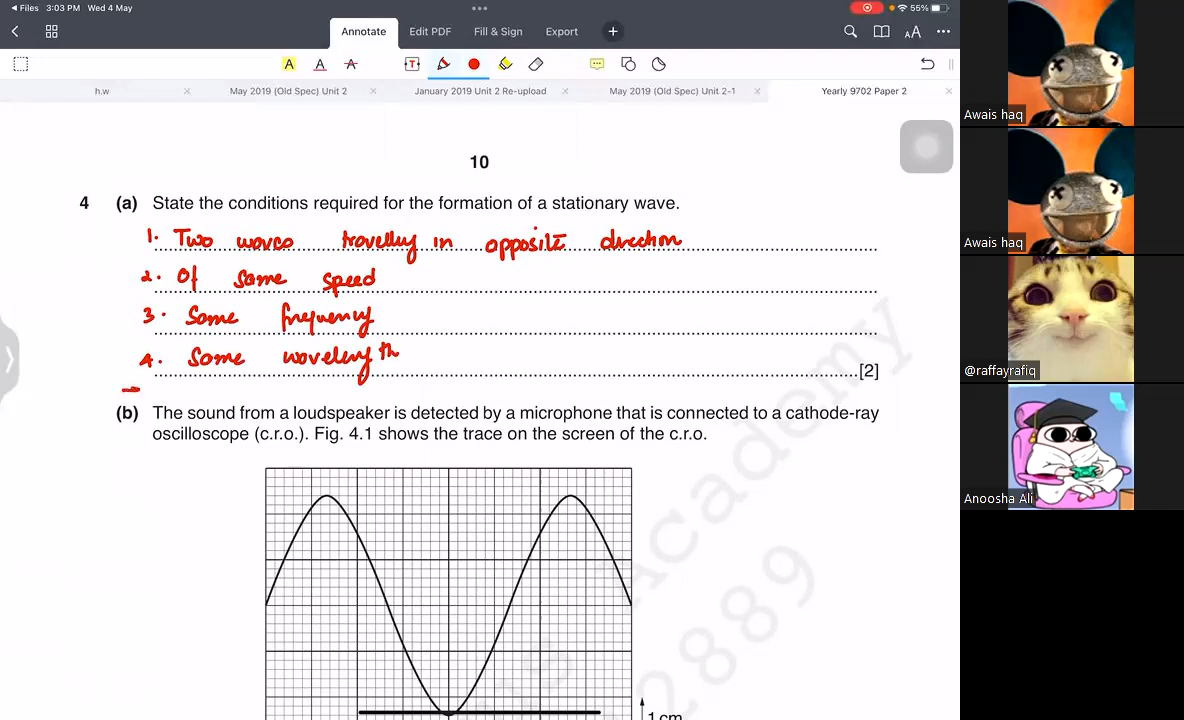 Files 3:03 PM Wed 4 May
55%
Annotate Edit PDF Fill & Sign Export
h.w May 2019 (Old Spec) Unit 2 January 2019 Unit 2 Re-upload May 2019 (Old Spec) Unit 2-1 Yearly 9702 Paper 2
10
4 (a) State the conditions required for the formation of a stationary wave.
1. Two waves travelling in opposite direction
2. Of same speed
3. Same frequency
4. Same wavelength
[2]
(b) The sound from a loudspeaker is detected by a microphone that is connected to a cathode-ray
oscilloscope (c.r.o.). Fig. 4.1 shows the trace on the screen of the c.r.o.
1 cm
Academy
2889
Awais haq
Awais haq
@raffayrafiq
Anoosha Ali